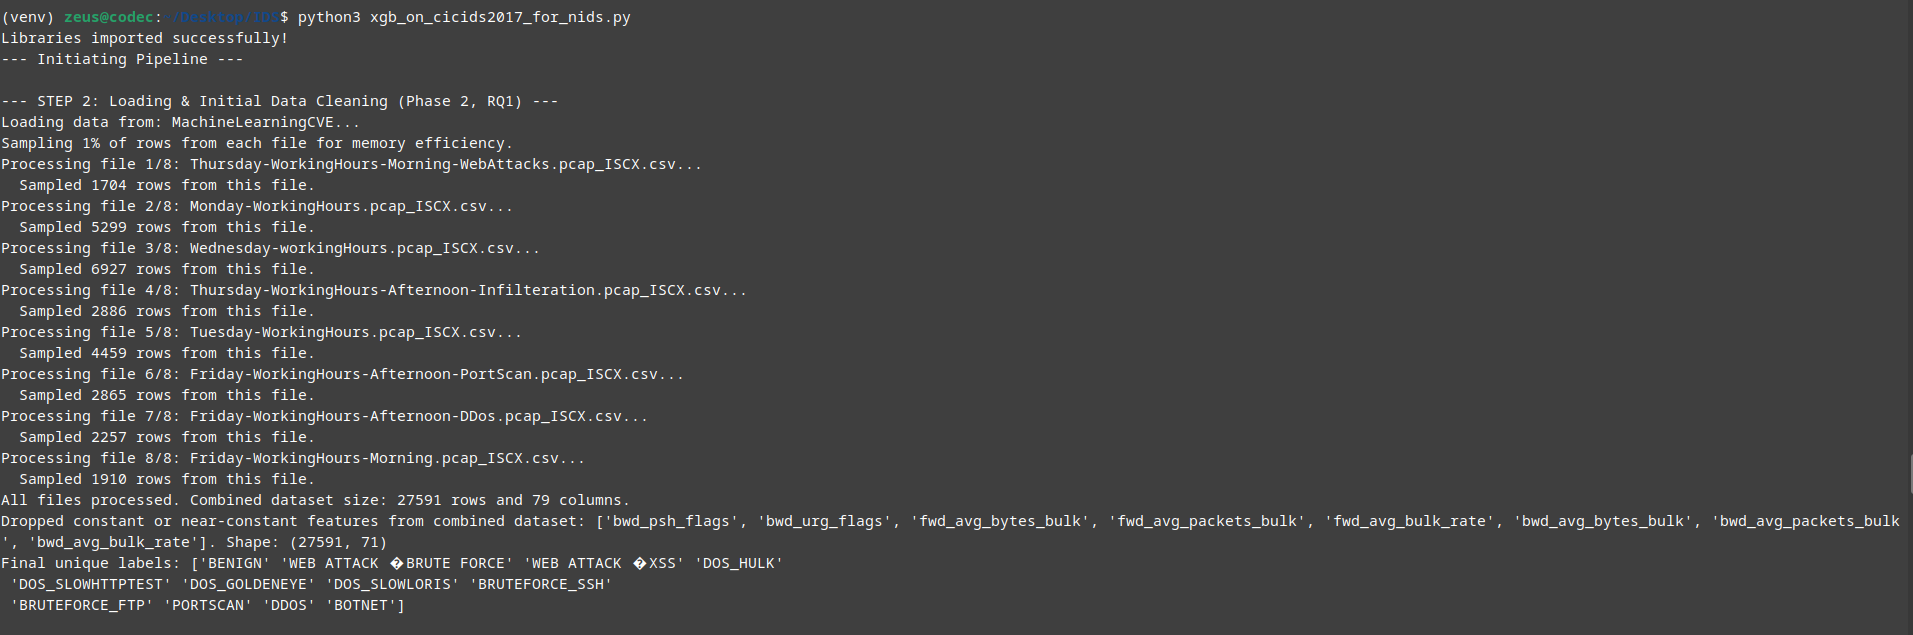 (venv) zeus@codec:~/Desktop/IDS$ python3 xgb_on_cicids2017_for_nids.py
Libraries imported successfully!
--- Initiating Pipeline ---
--- STEP 2: Loading & Initial Data Cleaning (Phase 2, RQ1) ---
Loading data from: MachineLearningCVE...
Sampling 1% of rows from each file for memory efficiency.
Processing file 1/8: Thursday-WorkingHours-Morning-WebAttacks.pcap_ISCX.csv...
  Sampled 1704 rows from this file.
Processing file 2/8: Monday-WorkingHours.pcap_ISCX.csv...
  Sampled 5299 rows from this file.
Processing file 3/8: Wednesday-workingHours.pcap_ISCX.csv...
  Sampled 6927 rows from this file.
Processing file 4/8: Thursday-WorkingHours-Afternoon-Infilteration.pcap_ISCX.csv...
  Sampled 2886 rows from this file.
Processing file 5/8: Tuesday-WorkingHours.pcap_ISCX.csv...
  Sampled 4459 rows from this file.
Processing file 6/8: Friday-WorkingHours-Afternoon-PortScan.pcap_ISCX.csv...
  Sampled 2865 rows from this file.
Processing file 7/8: Friday-WorkingHours-Afternoon-DDos.pcap_ISCX.csv...
  Sampled 2257 rows from this file.
Processing file 8/8: Friday-WorkingHours-Morning.pcap_ISCX.csv...
  Sampled 1910 rows from this file.
All files processed. Combined dataset size: 27591 rows and 79 columns.
Dropped constant or near-constant features from combined dataset: ['bwd_psh_flags', 'bwd_urg_flags', 'fwd_avg_bytes_bulk', 'fwd_avg_packets_bulk', 'fwd_avg_bulk_rate', 'bwd_avg_bytes_bulk', 'bwd_avg_packets_bulk
', 'bwd_avg_bulk_rate']. Shape: (27591, 71)
Final unique labels: ['BENIGN' 'WEB ATTACK �BRUTE FORCE' 'WEB ATTACK �XSS' 'DOS_HULK'
 'DOS_SLOWHTTPTEST' 'DOS_GOLDENEYE' 'DOS_SLOWLORIS' 'BRUTEFORCE_SSH'
 'BRUTEFORCE_FTP' 'PORTSCAN' 'DDOS' 'BOTNET']